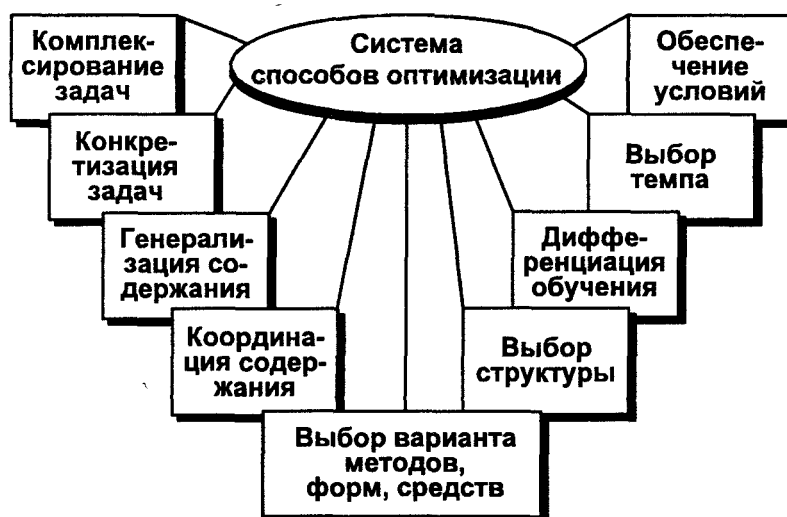 Система
способов оптимизации
Комплек-
сирование
задач
Конкре-
тизация
задач
Генерали-
зация со-
держания
Координа-
ция содер-
жания
Выбор варианта
методов,
форм, средств
Выбор
структуры
Диффе-
ренциация
обучения
Выбор
темпа
Обеспе-
чение
условий